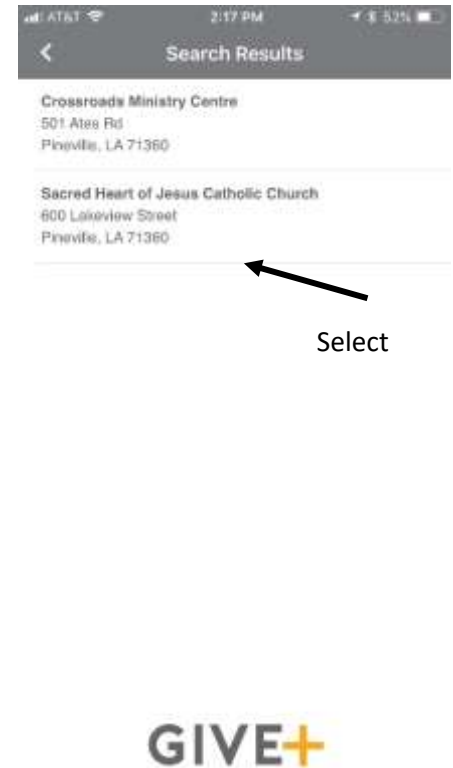 AT&T 2:17 PM 52%
Search Results
Crossroads Ministry Centre
501 Ates Rd
Pineville, LA 71360
Sacred Heart of Jesus Catholic Church
600 Lakeview Street
Pineville, LA 71360
Select
GIVE+